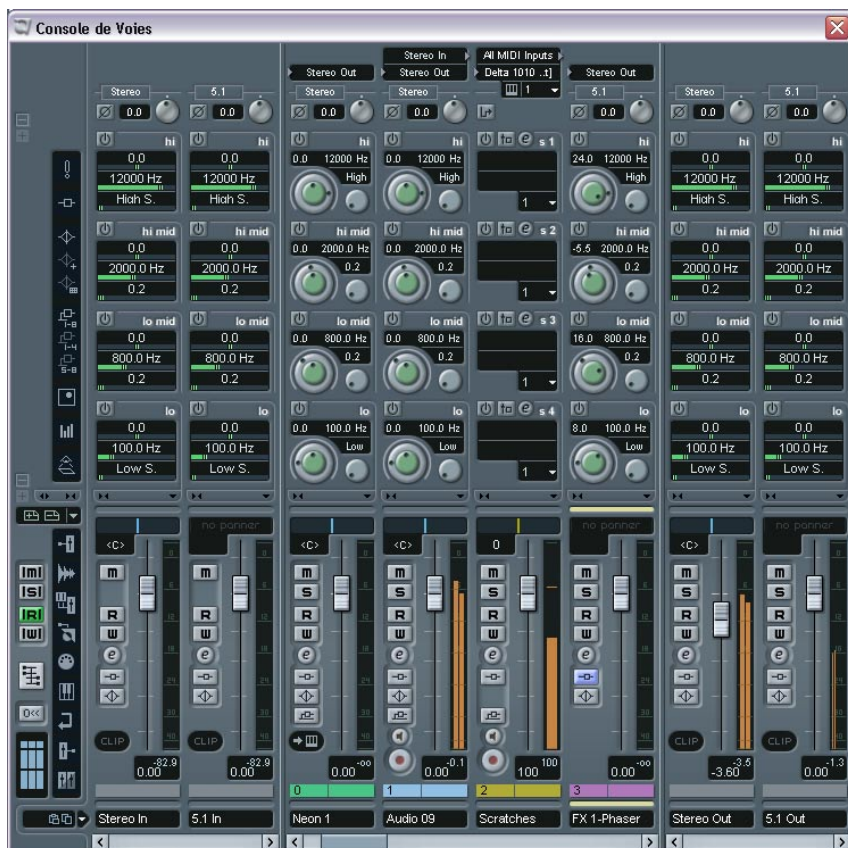 Console de Voies
Stereo In All MIDI Inputs
Stereo Out Stereo Out Delta 1010 ..t] Stereo Out
Stereo 5.1 Stereo Stereo 1 5.1 Stereo 5.1
0.0 0.0 0.0 0.0 0.0 0.0 0.0
hi hi hi hi s 1 hi hi hi
0.0 0.0 0.0 12000 Hz 0.0 12000 Hz 24.0 12000 Hz 0.0 0.0
12000 Hz 12000 Hz High High High 12000 Hz 12000 Hz
High S. High S. 1 High S. High S.
hi mid hi mid hi mid hi mid s 2 hi mid hi mid hi mid
0.0 0.0 0.0 2000.0 Hz 0.0 2000.0 Hz -5.5 2000.0 Hz 0.0 0.0
2000.0 Hz 2000.0 Hz 0.2 0.2 0.2 2000.0 Hz 2000.0 Hz
0.2 0.2 1 0.2 0.2
lo mid lo mid lo mid lo mid s 3 lo mid lo mid lo mid
0.0 0.0 0.0 800.0 Hz 0.0 800.0 Hz 16.0 800.0 Hz 0.0 0.0
800.0 Hz 800.0 Hz 0.2 0.2 0.2 800.0 Hz 800.0 Hz
0.2 0.2 1 0.2 0.2
lo lo lo lo s 4 lo lo lo
0.0 0.0 0.0 100.0 Hz 0.0 100.0 Hz 8.0 100.0 Hz 0.0 0.0
100.0 Hz 100.0 Hz Low Low Low 100.0 Hz 100.0 Hz
Low S. Low S. 1 Low S. Low S.
1-8
1-4
5-8
no panner no panner no panner
<C> <C> <C> 0 <C>
m m m m m m m m
S S S S
R R R R R R R R
W W W W W W W W
e e e e e e e e
|m|
|S|
|R|
|W|
0<<
CLIP CLIP CLIP CLIP
-82.9 -82.9 -oo -0.1 100 -oo -3.5 -1.3
0.00 0.00 0.00 0.00 100 0.00 -3.60 0.00
0 1 2 3
Stereo In 5.1 In Neon 1 Audio 09 Scratches FX 1-Phaser Stereo Out 5.1 Out